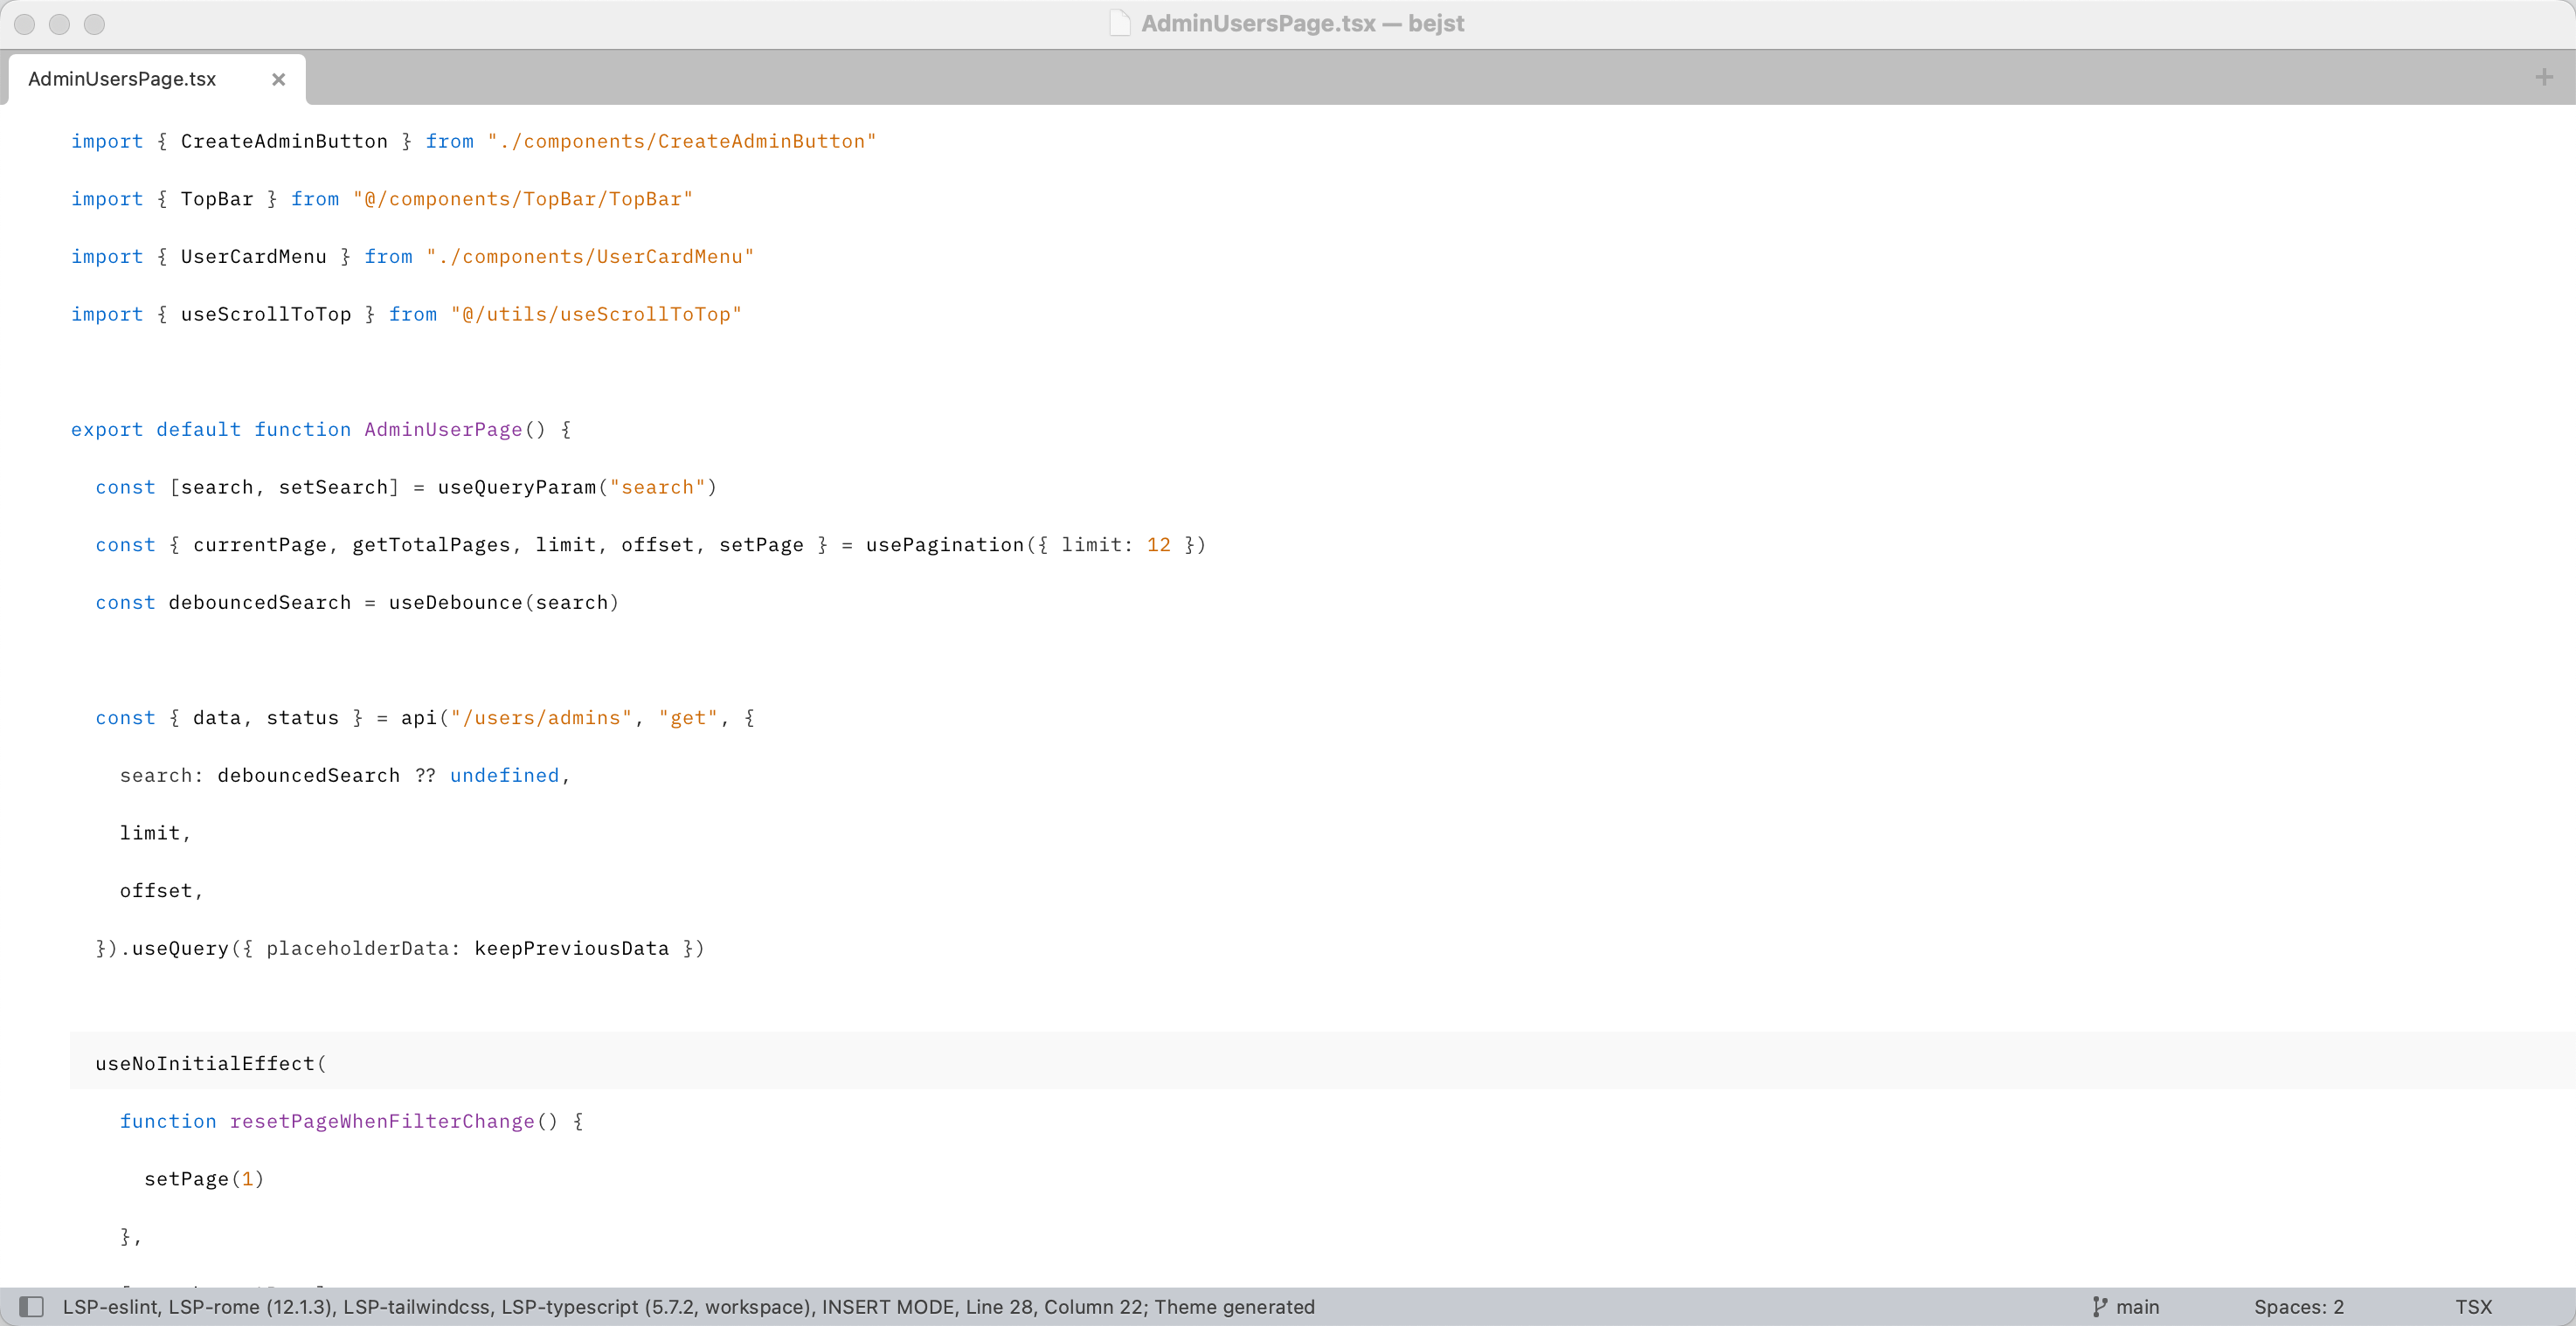 AdminUsersPage.tsx — bejst
AdminUsersPage.tsx
import { CreateAdminButton } from "./components/CreateAdminButton"
import { TopBar } from "@/components/TopBar/TopBar"
import { UserCardMenu } from "./components/UserCardMenu"
import { useScrollToTop } from "@/utils/useScrollToTop"
export default function AdminUserPage() {
  const [search, setSearch] = useQueryParam("search")
  const { currentPage, getTotalPages, limit, offset, setPage } = usePagination({ limit: 12 })
  const debouncedSearch = useDebounce(search)
  const { data, status } = api("/users/admins", "get", {
    search: debouncedSearch ?? undefined,
    limit,
    offset,
  }).useQuery({ placeholderData: keepPreviousData })
  useNoInitialEffect(
    function resetPageWhenFilterChange() {
      setPage(1)
    },
LSP-eslint, LSP-rome (12.1.3), LSP-tailwindcss, LSP-typescript (5.7.2, workspace), INSERT MODE, Line 28, Column 22; Theme generated main Spaces: 2 TSX